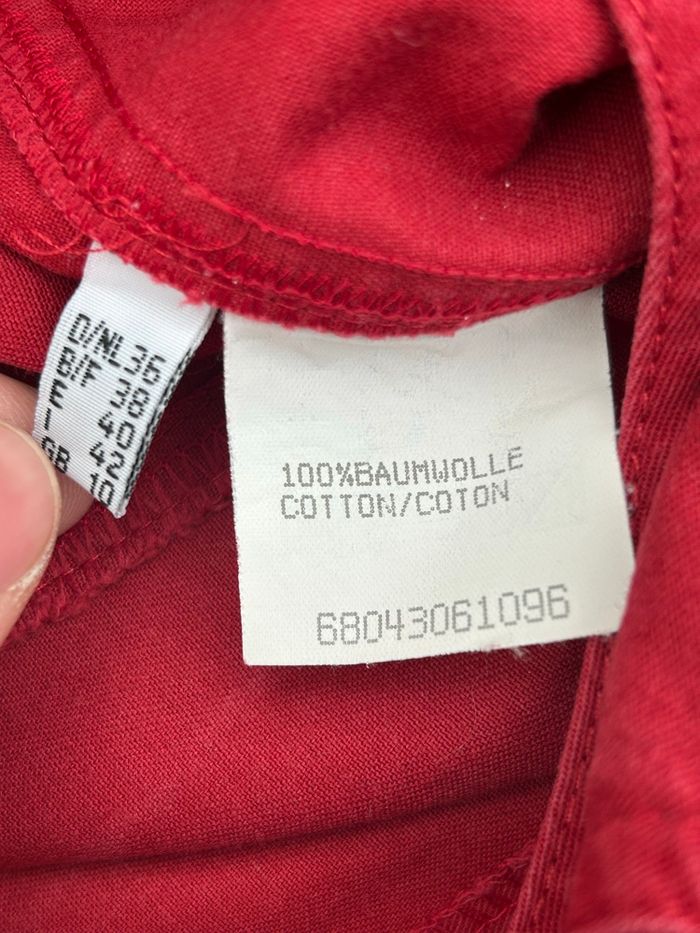 D/NL 36
B/F 38
E 40
I 42
GB 10
100%BAUMWOLLE
COTTON/COTON
68043061096